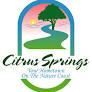 Citrus Springs
Your Hometown
On The Nature Coast